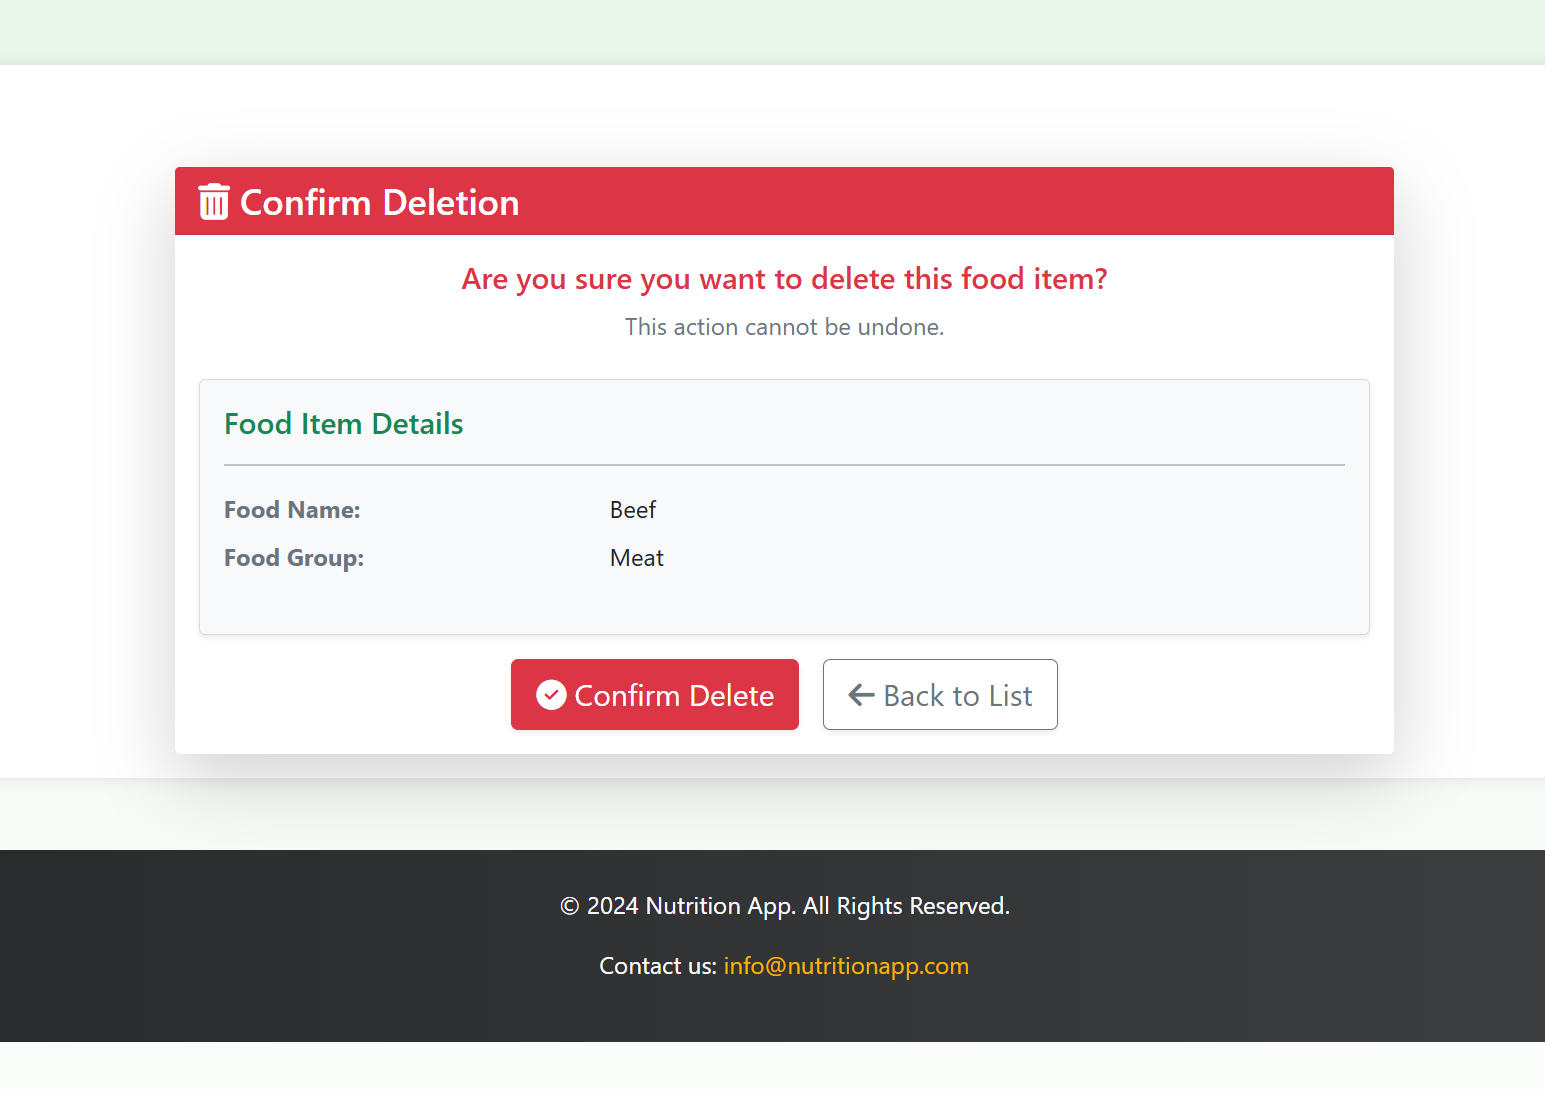 Confirm Deletion
Are you sure you want to delete this food item?
This action cannot be undone.
Food Item Details
Food Name: Beef
Food Group: Meat
Confirm Delete Back to List
© 2024 Nutrition App. All Rights Reserved.
Contact us: info@nutritionapp.com